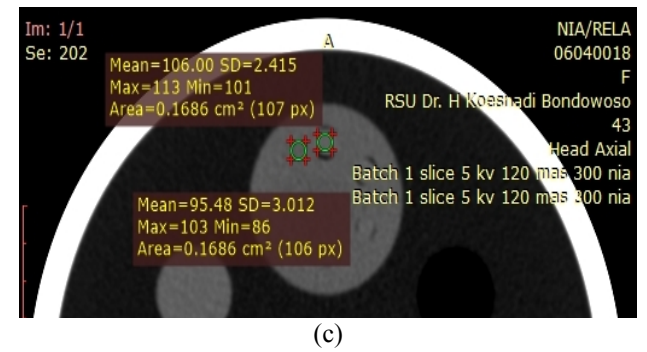 Im: 1/1
Se: 202
A
NIA/RELA
06040018
F
RSU Dr. H Koeshadi Bondowoso
43
Head Axial
Batch 1 slice 5 kv 120 mas 300 nia
Batch 1 slice 5 kv 120 mas 300 nia
Mean=106.00 SD=2.415
Max=113 Min=101
Area=0.1686 cm² (107 px)
Mean=95.48 SD=3.012
Max=103 Min=86
Area=0.1686 cm² (106 px)
(c)